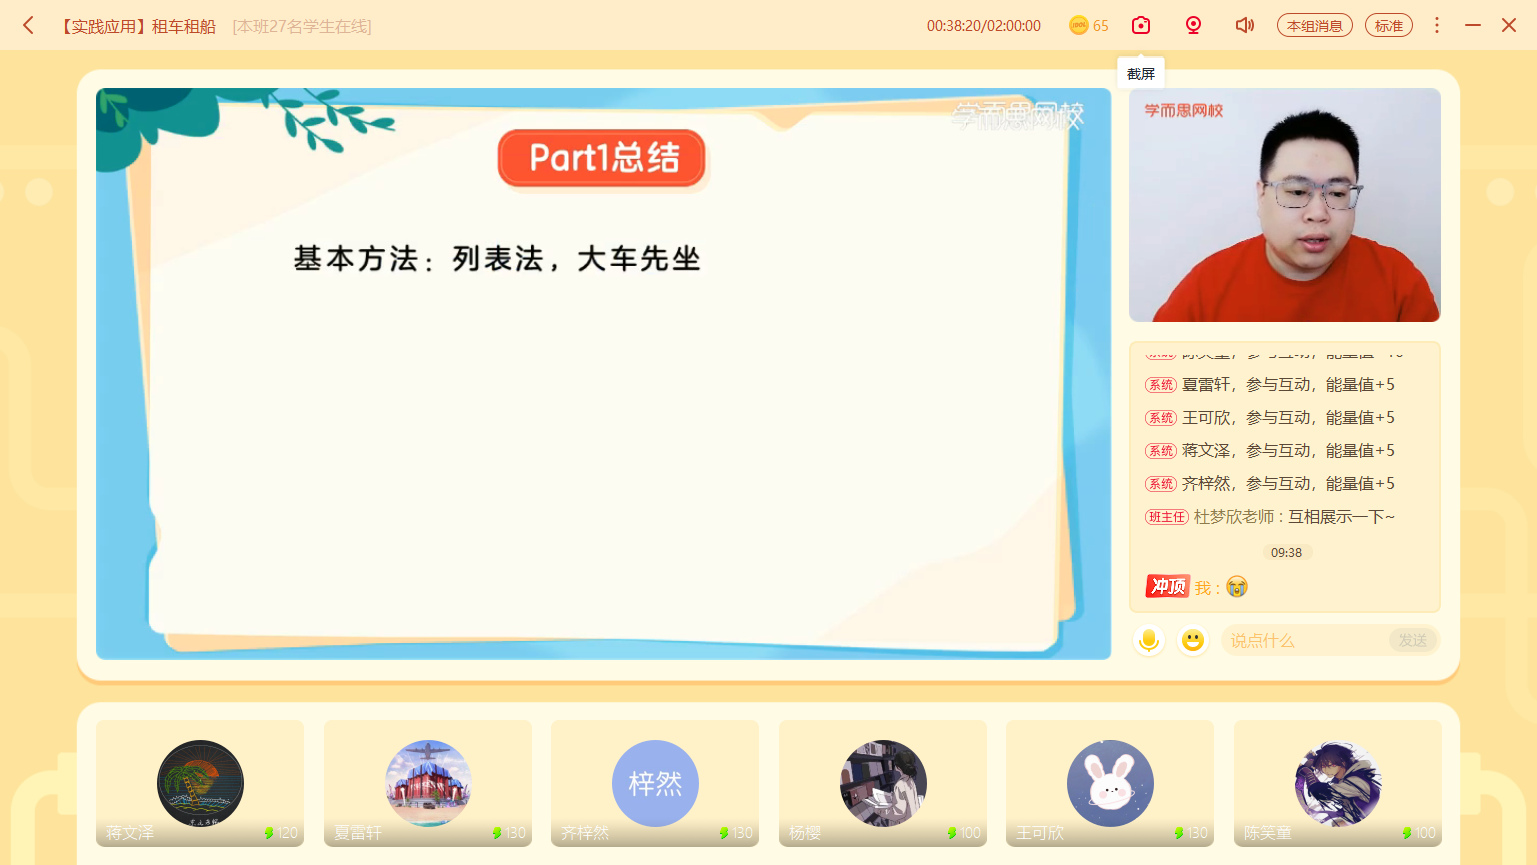 【实践应用】租车租船 [本班27名学生在线]
00:38:20/02:00:00
65
本组消息
标准
截屏
学而思网校
Part1总结
基本方法：列表法，大车先坐
学而思网校
系统 夏雷轩，参与互动，能量值+5
系统 王可欣，参与互动，能量值+5
系统 蒋文泽，参与互动，能量值+5
系统 齐梓然，参与互动，能量值+5
班主任 杜梦欣老师：互相展示一下~
09:38
冲顶 我：
说点什么 发送
梓然
蒋文泽 120
夏雷轩 130
齐梓然 130
杨樱 100
王可欣 130
陈笑童 100